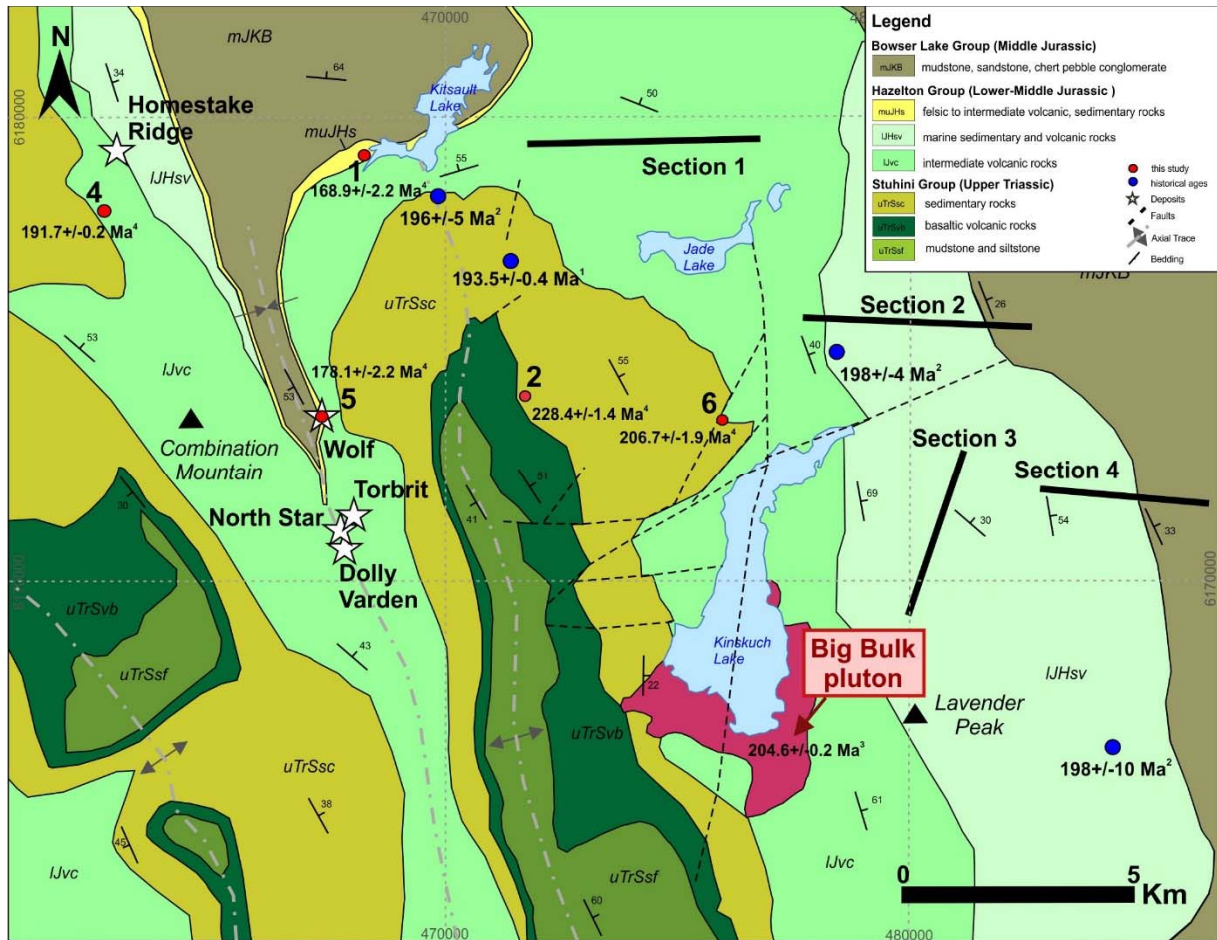 N
470000
48
6180000
mJKB
64
34
Homestake
Ridge
Kitsault
Lake
muJHs
50
Section 1
lJHsv
1
55
168.9+/-2.2 Ma⁴
4
191.7+/-0.2 Ma⁴
196+/-5 Ma²
193.5+/-0.4 Ma¹
Jade
Lake
uTrSsc
mJKB
26
Section 2
40
198+/-4 Ma²
53
lJvc
178.1+/-2.2 Ma⁴
53
5
Wolf
2
228.4+/-1.4 Ma⁴
55
6
206.7+/-1.9 Ma⁴
Combination
Mountain
Section 3
Section 4
Torbrit
North Star
Dolly
Varden
30
51
41
69
30
54
33
6170000
uTrSvb
uTrSsf
43
Kinskuch
Lake
22
Big Bulk
pluton
lJHsv
Lavender
Peak
uTrSvb
204.6+/-0.2 Ma³
198+/-10 Ma²
uTrSsc
38
45
lJvc
61
lJvc
uTrSsf
60
0
5
Km
470000
480000
Legend
Bowser Lake Group (Middle Jurassic)
mJKB mudstone, sandstone, chert pebble conglomerate
Hazelton Group (Lower-Middle Jurassic )
muJHs felsic to intermediate volcanic, sedimentary rocks
lJHsv marine sedimentary and volcanic rocks
lJvc intermediate volcanic rocks
Stuhini Group (Upper Triassic)
uTrSsc sedimentary rocks
uTrSvb basaltic volcanic rocks
uTrSsf mudstone and siltstone
this study
historical ages
Deposits
Faults
Axial Trace
Bedding